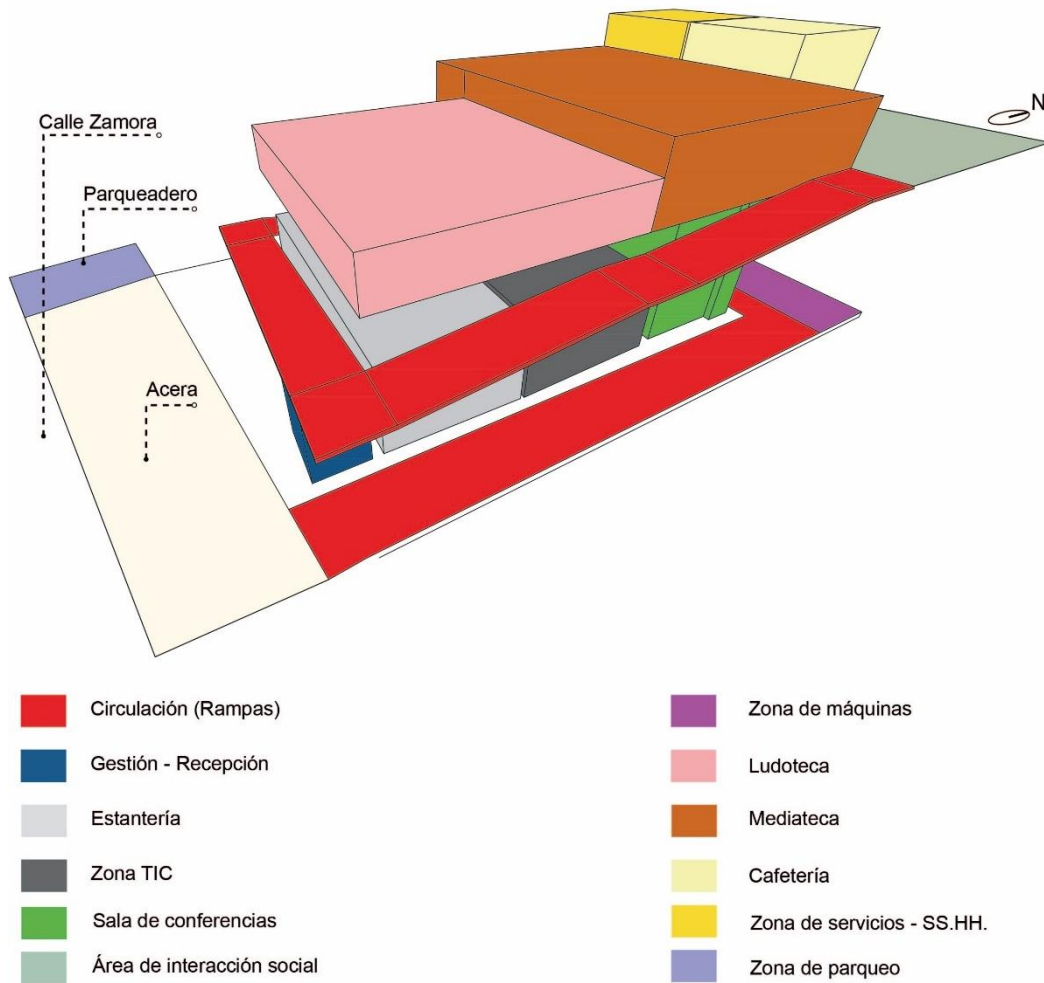 N
Calle Zamora
Parqueadero
Acera
Circulación (Rampas)
Gestión - Recepción
Estantería
Zona TIC
Sala de conferencias
Área de interacción social
Zona de máquinas
Ludoteca
Mediateca
Cafetería
Zona de servicios - SS.HH.
Zona de parqueo